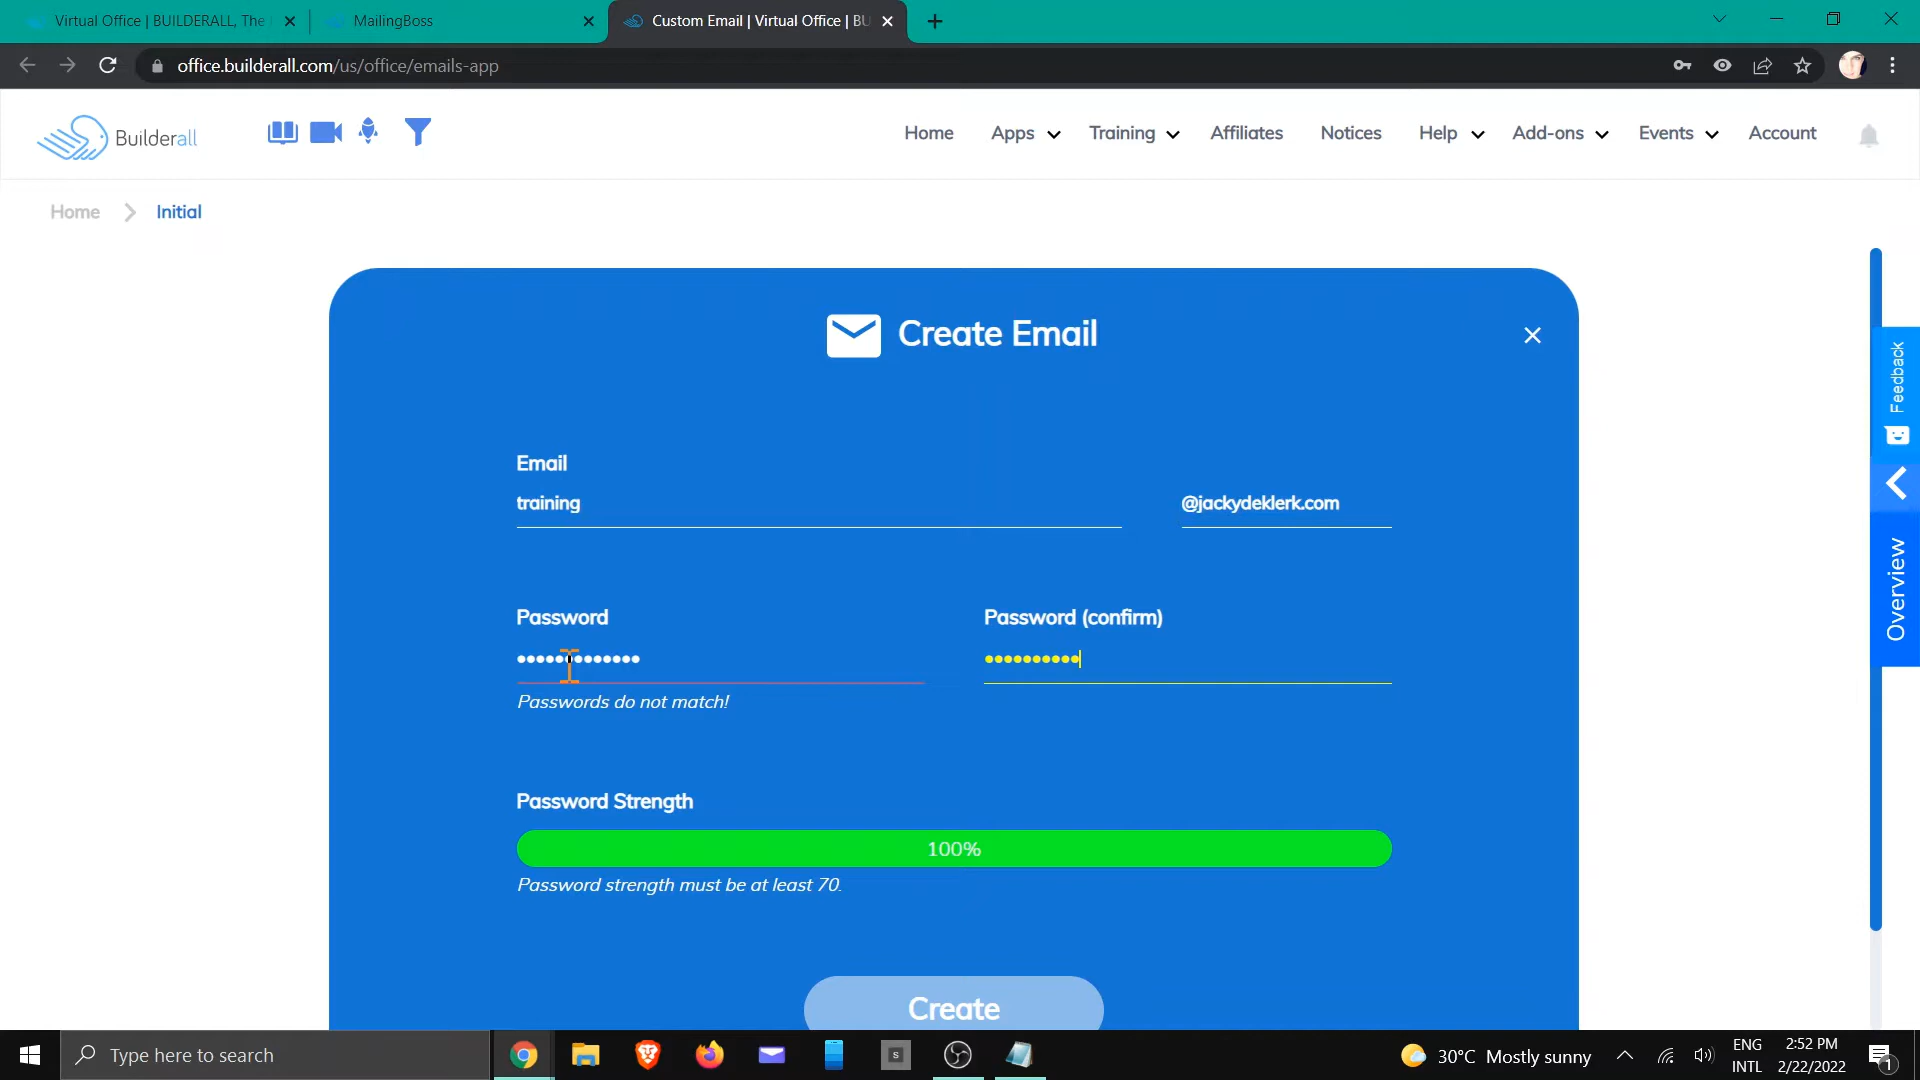 Virtual Office | BUILDERALL, The
MailingBoss
Custom Email | Virtual Office | BU
office.builderall.com/us/office/emails-app
Builderall
Home
Apps
Training
Affiliates
Notices
Help
Add-ons
Events
Account
Home
Initial
Create Email
Email
training
@jackydeklerk.com
Password
Password (confirm)
Passwords do not match!
Password Strength
100%
Password strength must be at least 70.
Create
Feedback
Overview
Type here to search
S
30°C Mostly sunny
ENG
INTL
2:52 PM
2/22/2022
1